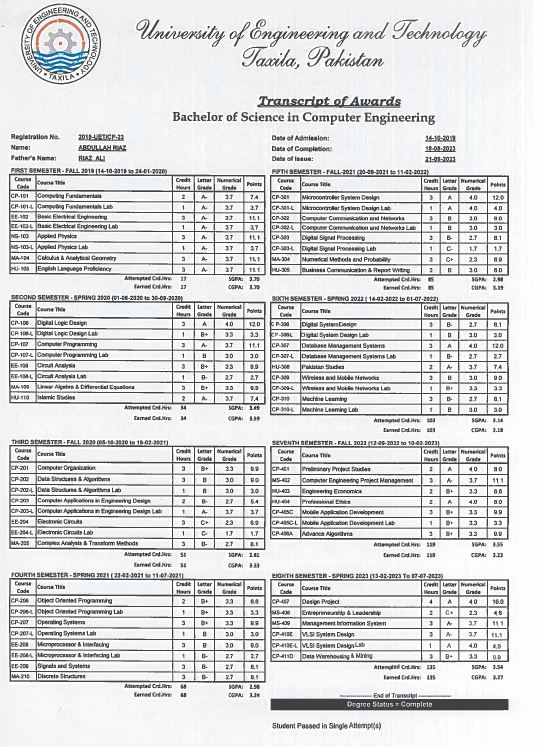 UNIVERSITY OF ENGINEERING AND TECHNOLOGY
TAXILA
University of Engineering and Technology
Taxila, Pakistan
Transcript of Awards
Bachelor of Science in Computer Engineering
Registration No. 2019-UET/CP-23
Name: ABDULLAH RIAZ
Father's Name: RIAZ ALI
Date of Admission: 14-10-2019
Date of Completion: 18-08-2023
Date of Issue: 21-09-2023
FIRST SEMESTER - FALL 2019 (14-10-2019 to 24-01-2020)
Course Code Course Title Credit Hours Letter Grade Numerical Grade Points
CP-101 Computing Fundamentals 2 A- 3.7 7.4
CP-101-L Computing Fundamentals Lab 1 A- 3.7 3.7
EE-102 Basic Electrical Engineering 3 A- 3.7 11.1
EE-102-L Basic Electrical Engineering Lab 1 A- 3.7 3.7
NS-103 Applied Physics 3 A- 3.7 11.1
NS-103-L Applied Physics Lab 1 A- 3.7 3.7
MA-104 Calculus & Analytical Geometry 3 A- 3.7 11.1
HU-105 English Language Proficiency 3 A- 3.7 11.1
Attempted Crd.Hrs: 17 SGPA: 3.70
Earned Crd.Hrs: 17 CGPA: 3.70
SECOND SEMESTER - SPRING 2020 (01-06-2020 to 30-09-2020)
CP-106 Digital Logic Design 3 A 4.0 12.0
CP-106-L Digital Logic Design Lab 1 B+ 3.3 3.3
CP-107 Computer Programming 3 A- 3.7 11.1
CP-107-L Computer Programming Lab 1 B 3.0 3.0
EE-108 Circuit Analysis 3 B+ 3.3 9.9
EE-108-L Circuit Analysis Lab 1 B- 2.7 2.7
MA-109 Linear Algebra & Differential Equations 3 B+ 3.3 9.9
HU-110 Islamic Studies 2 A- 3.7 7.4
Attempted Crd.Hrs: 34 SGPA: 3.49
Earned Crd.Hrs: 34 CGPA: 3.59
THIRD SEMESTER - FALL 2020 (05-10-2020 to 19-02-2021)
Course Code Course Title Credit Hours Letter Grade Numerical Grade Points
CP-201 Computer Organization 3 B+ 3.3 9.9
CP-202 Data Structures & Algorithms 3 B 3.0 9.0
CP-202-L Data Structures & Algorithms Lab 1 B 3.0 3.0
CP-203 Computer Applications in Engineering Design 2 B- 2.7 5.4
CP-203-L Computer Applications in Engineering Design Lab 1 A- 3.7 3.7
EE-204 Electronic Circuits 3 C+ 2.3 6.9
EE-204-L Electronic Circuits Lab 1 C- 1.7 1.7
MA-205 Complex Analysis & Transform Methods 3 B- 2.7 8.1
Attempted Crd.Hrs: 51 SGPA: 2.81
Earned Crd.Hrs: 51 CGPA: 3.33
FOURTH SEMESTER - SPRING 2021 (22-02-2021 to 11-07-2021)
Course Code Course Title Credit Hours Letter Grade Numerical Grade Points
CP-206 Object Oriented Programming 2 B+ 3.3 6.6
CP-206-L Object Oriented Programming Lab 1 B+ 3.3 3.3
CP-207 Operating Systems 3 B+ 3.3 9.9
CP-207-L Operating Systems Lab 1 B 3.0 3.0
EE-208 Microprocessor & Interfacing 3 B 3.0 9.0
EE-208-L Microprocessor & Interfacing Lab 1 B- 2.7 2.7
EE-209 Signals and Systems 3 B- 2.7 8.1
MA-210 Discrete Structures 3 B- 2.7 8.1
Attempted Crd.Hrs: 68 SGPA: 2.98
Earned Crd.Hrs: 68 CGPA: 3.24
FIFTH SEMESTER - FALL-2021 (20-09-2021 to 11-02-2022)
Course Code Course Title Credit Hours Letter Grade Numerical Grade Points
CP-301 Microcontroller System Design 3 A 4.0 12.0
CP-301-L Microcontroller System Design Lab 1 A 4.0 4.0
CP-302 Computer Communication and Networks 3 B 3.0 9.0
CP-302-L Computer Communication and Networks Lab 1 B 3.0 3.0
CP-303 Digital Signal Processing 3 B- 2.7 8.1
CP-303-L Digital Signal Processing Lab 1 C- 1.7 1.7
MA-304 Numerical Methods and Probability 3 C+ 2.3 6.9
HU-305 Business Communication & Report Writing 2 B 3.0 6.0
Attempted Crd.Hrs: 85 SGPA: 2.98
Earned Crd.Hrs: 85 CGPA: 3.19
SIXTH SEMESTER - SPRING 2022 (14-02-2022 to 01-07-2022)
Digital System Design 3 B- 2.7 8.1
Digital System Design Lab 1 B 3.0 3.0
CP-307 Database Management Systems 3 A 4.0 12.0
CP-307-L Database Management Systems Lab 1 B- 2.7 2.7
HU-308 Pakistan Studies 2 A- 3.7 7.4
CP-309 Wireless and Mobile Networks 3 B 3.0 9.0
CP-309-L Wireless and Mobile Networks Lab 1 B+ 3.3 3.3
CP-310 Machine Learning 3 B- 2.7 8.1
CP-310-L Machine Learning Lab 1 B 3.0 3.0
Attempted Crd.Hrs: 103 SGPA: 3.14
Earned Crd.Hrs: 103 CGPA: 3.18
SEVENTH SEMESTER - FALL 2022 (12-09-2022 to 10-02-2023)
Course Code Course Title Credit Hours Letter Grade Numerical Grade Points
CP-401 Preliminary Project Studies 2 A 4.0 8.0
MS-402 Computer Engineering Project Management 3 A- 3.7 11.1
HU-403 Engineering Economics 2 B+ 3.3 6.6
HU-404 Professional Ethics 2 A 4.0 8.0
CP-405C Mobile Application Development 3 B+ 3.3 9.9
CP-405C-L Mobile Application Development Lab 1 B+ 3.3 3.3
CP-406A Advance Algorithms 3 B+ 3.3 9.9
Attempted Crd.Hrs: 119 SGPA: 3.55
Earned Crd.Hrs: 119 CGPA: 3.23
EIGHTH SEMESTER - SPRING 2023 (13-02-2023 To 07-07-2023)
Course Code Course Title Credit Hours Letter Grade Numerical Grade Points
CP-407 Design Project 4 A 4.0 16.0
MS-408 Entrepreneurship & Leadership 2 C+ 2.3 4.6
MS-409 Management Information System 3 A- 3.7 11.1
CP-410E VLSI System Design 3 A- 3.7 11.1
CP-410E-L VLSI System Design Lab 1 A 4.0 4.0
CP-411D Data Warehousing & Mining 3 B+ 3.3 9.9
Attempted Crd.Hrs: 135 SGPA: 3.54
Earned Crd.Hrs: 135 CGPA: 3.27
End of Transcript
Degree Status = Complete
Student Passed in Single Attempt(s)